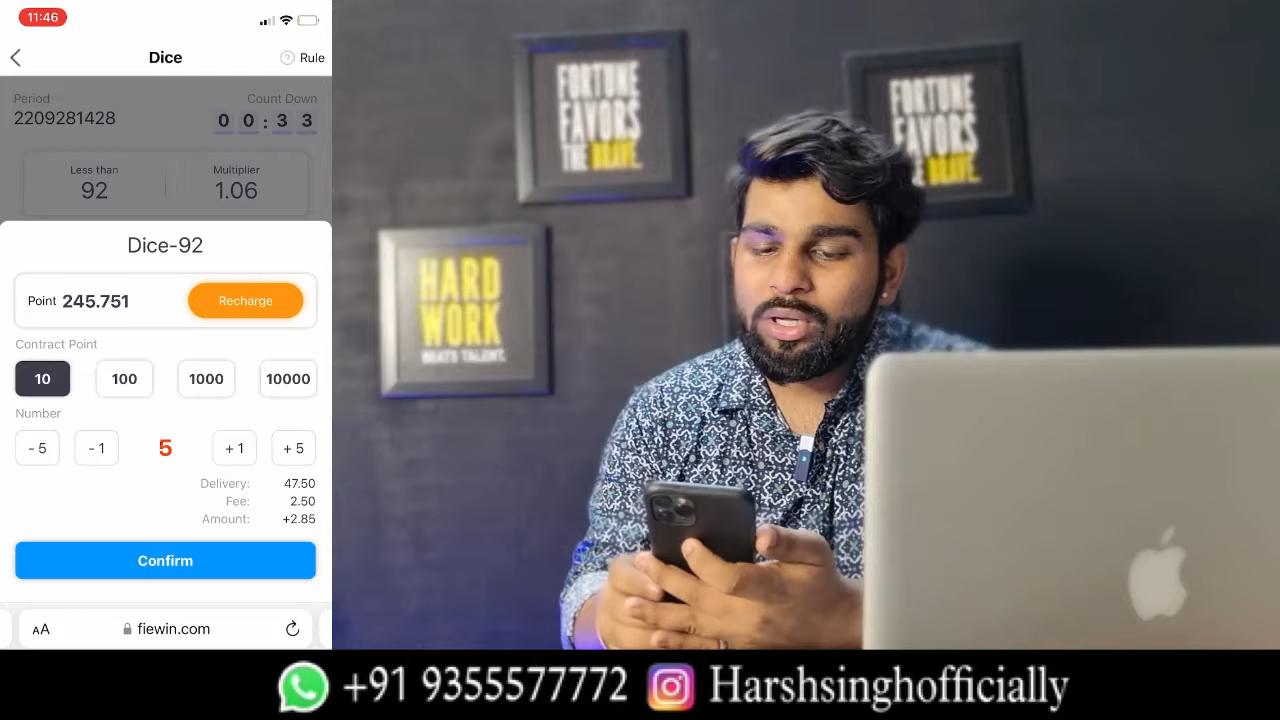 11:46
Dice
? Rule
Period
Count Down
2209281428
0 0 : 3 3
Less than
Multiplier
92
1.06
Dice-92
Point 245.751
Recharge
Contract Point
10 100 1000 10000
Number
- 5 - 1 5 + 1 + 5
Delivery: 47.50
Fee: 2.50
Amount: +2.85
Confirm
AA fiewin.com
FORTUNE
FAVORS
THE BRAVE.
FORTUNE
FAVORS
BRAVE.
HARD
WORK
BEATS TALENT.
+91 9355577772 Harshsinghofficially